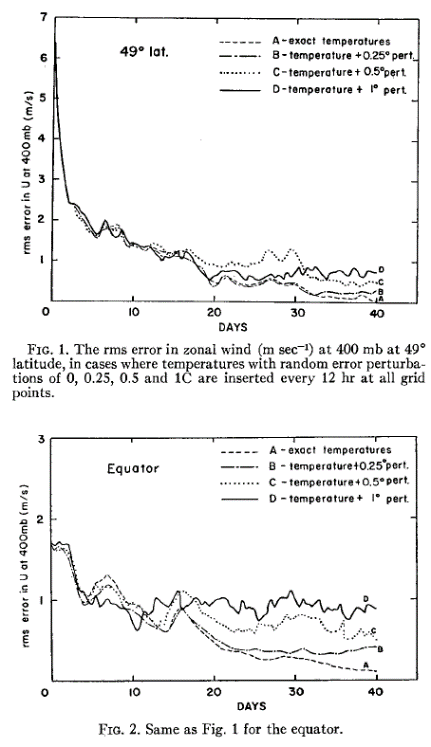 7
6
5
4
3
2
1
0
10
20
30
40
DAYS
rms error in U at 400 mb (m/s)
49° lat.
A-exact temperatures
B-temperature +0.25° pert.
C-temperature + 0.5° pert.
D-temperature + 1° pert.
D
C
B
A
FIG. 1. The rms error in zonal wind (m sec⁻¹) at 400 mb at 49°
latitude, in cases where temperatures with random error perturba-
tions of 0, 0.25, 0.5 and 1C are inserted every 12 hr at all grid
points.
3
2
1
0
10
20
30
40
DAYS
rms error in U at 400mb (m/s)
Equator
A-exact temperatures
B-temperature+0.25° pert.
C-temperature+0.5° pert.
D-temperature+ 1° pert.
D
C
B
A
FIG. 2. Same as Fig. 1 for the equator.